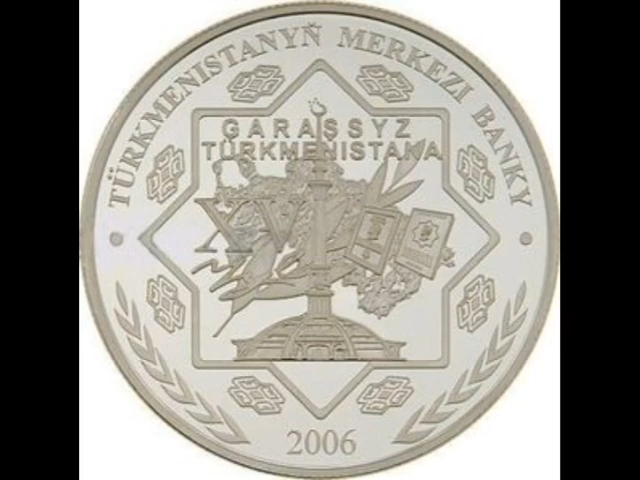 TÜRKMENISTANYŇ MERKEZI BANKY
GARAŞSYZ
TÜRKMENISTANA
XV
2006